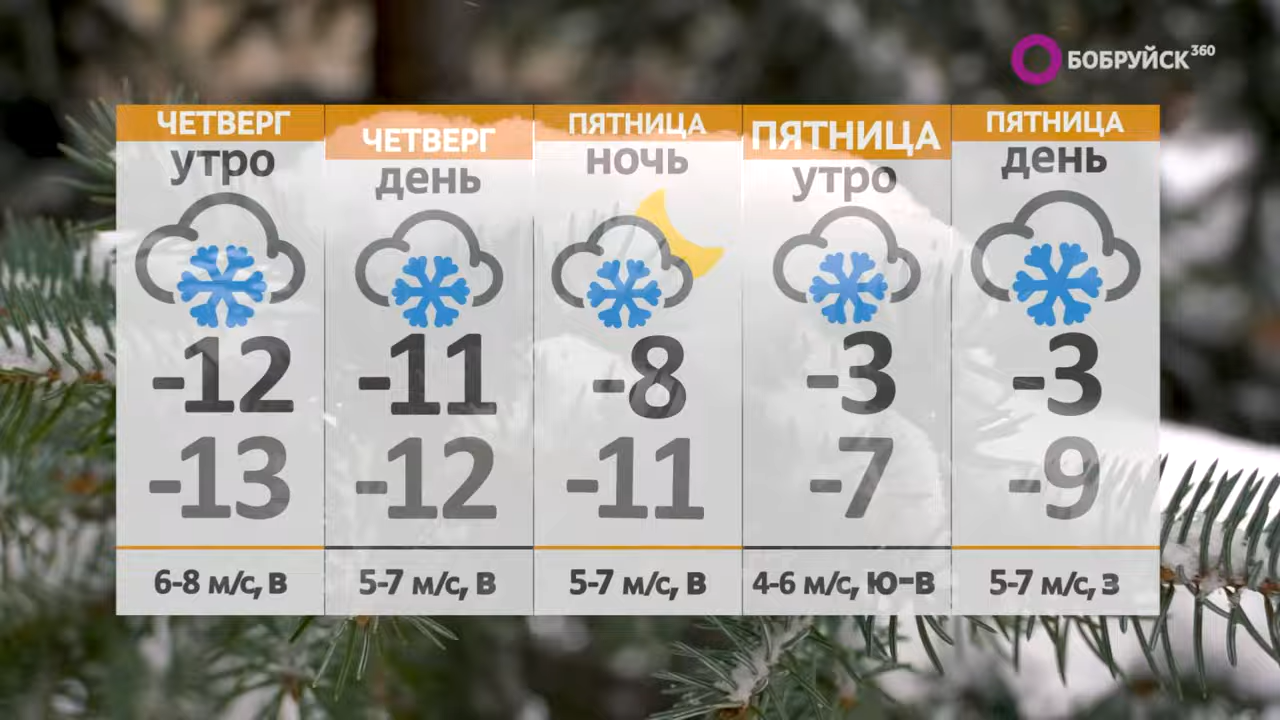 БОБРУЙСК360
ЧЕТВЕРГ
утро
-12
-13
6-8 м/с, в
ЧЕТВЕРГ
день
-11
-12
5-7 м/с, в
ПЯТНИЦА
ночь
-8
-11
5-7 м/с, в
ПЯТНИЦА
утро
-3
-7
4-6 м/с, ю-в
ПЯТНИЦА
день
-3
-9
5-7 м/с, з